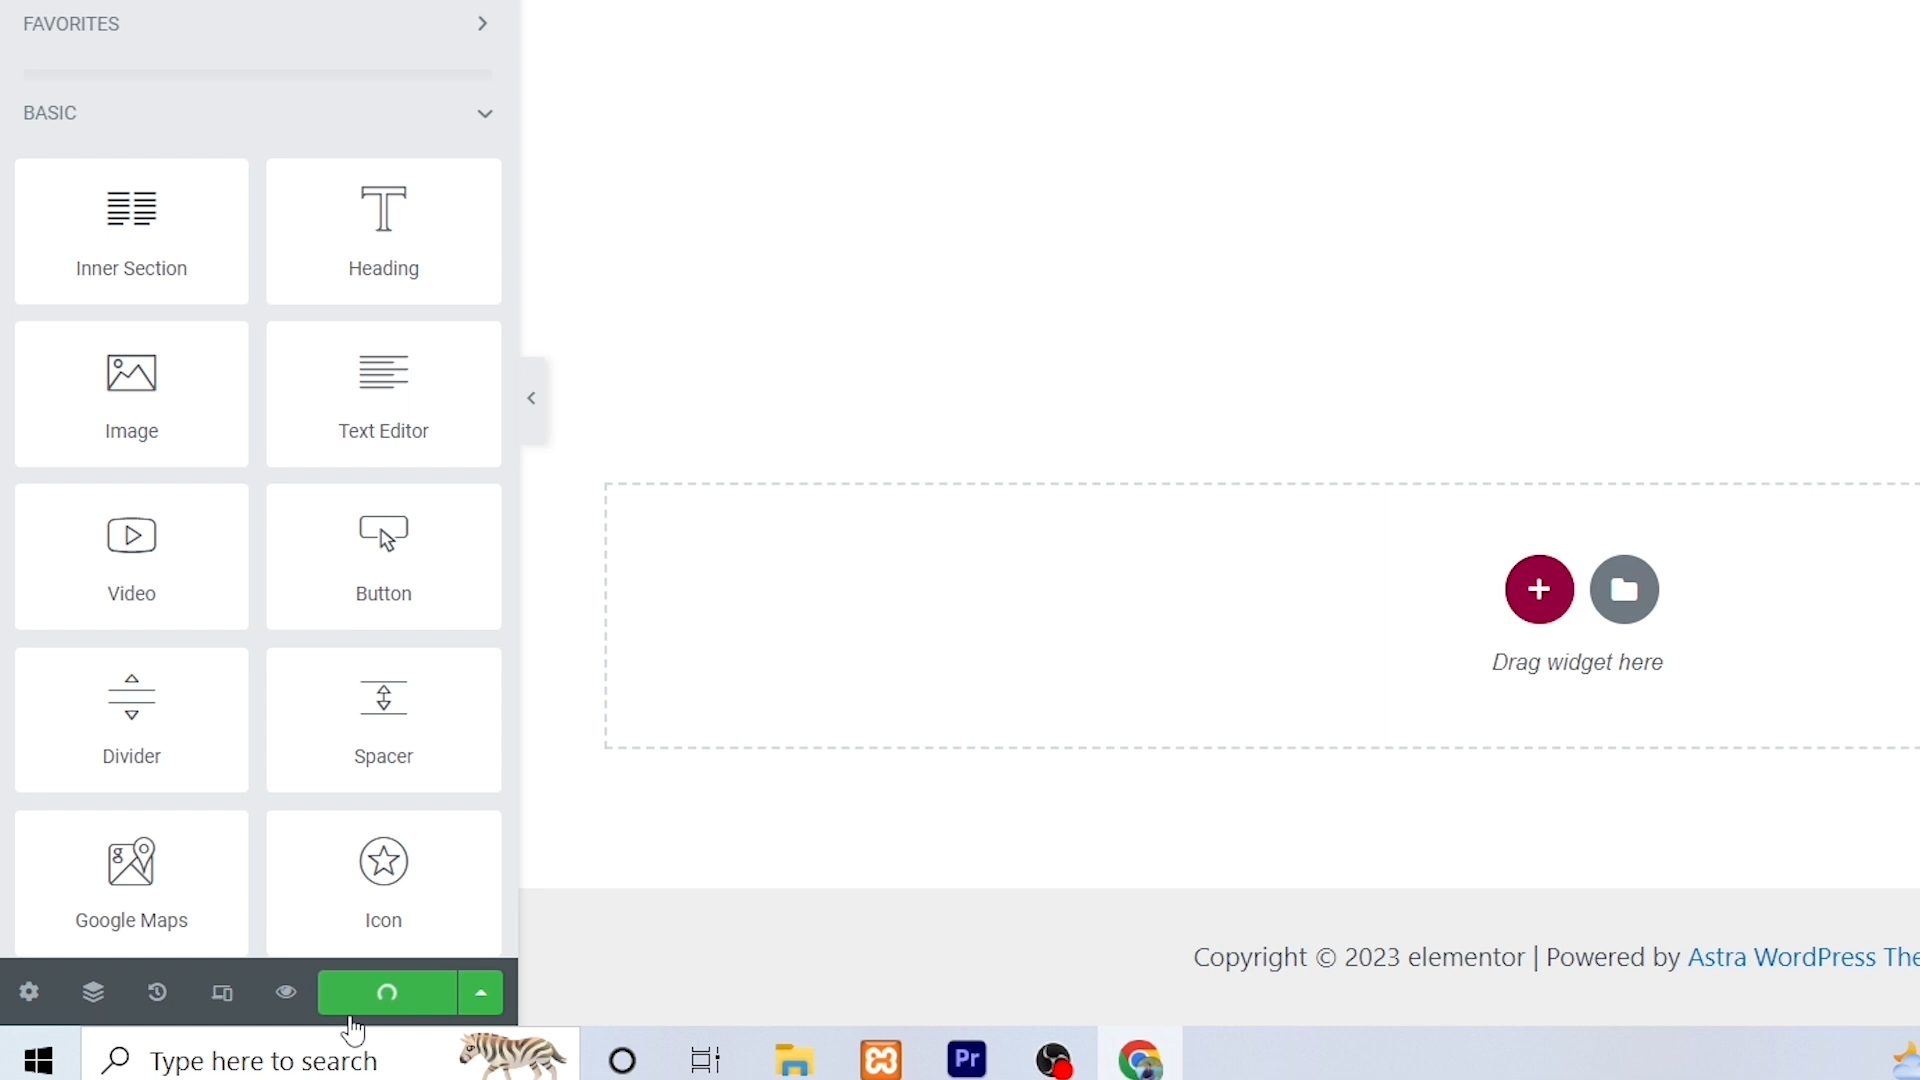 FAVORITES
BASIC
Inner Section
Heading
Image
Text Editor
Video
Button
Divider
Spacer
Google Maps
Icon
Drag widget here
Copyright © 2023 elementor | Powered by Astra WordPress The
Type here to search
Pr